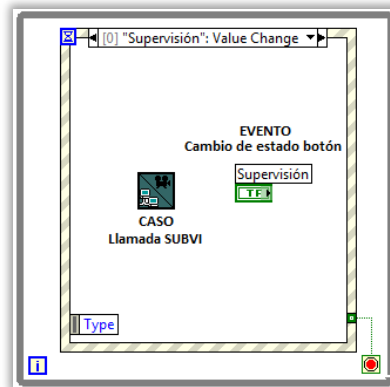 [0] "Supervisión": Value Change
EVENTO
Cambio de estado botón
Supervisión
TF
CASO
Llamada SUBVI
Type
i